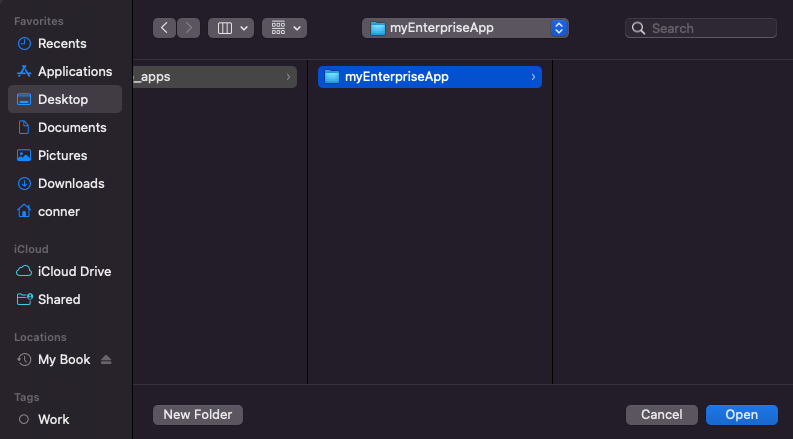 Favorites
Recents
Applications
Desktop
Documents
Pictures
Downloads
conner
iCloud
iCloud Drive
Shared
Locations
My Book
Tags
Work
myEnterpriseApp
Search
_apps
myEnterpriseApp
New Folder
Cancel
Open